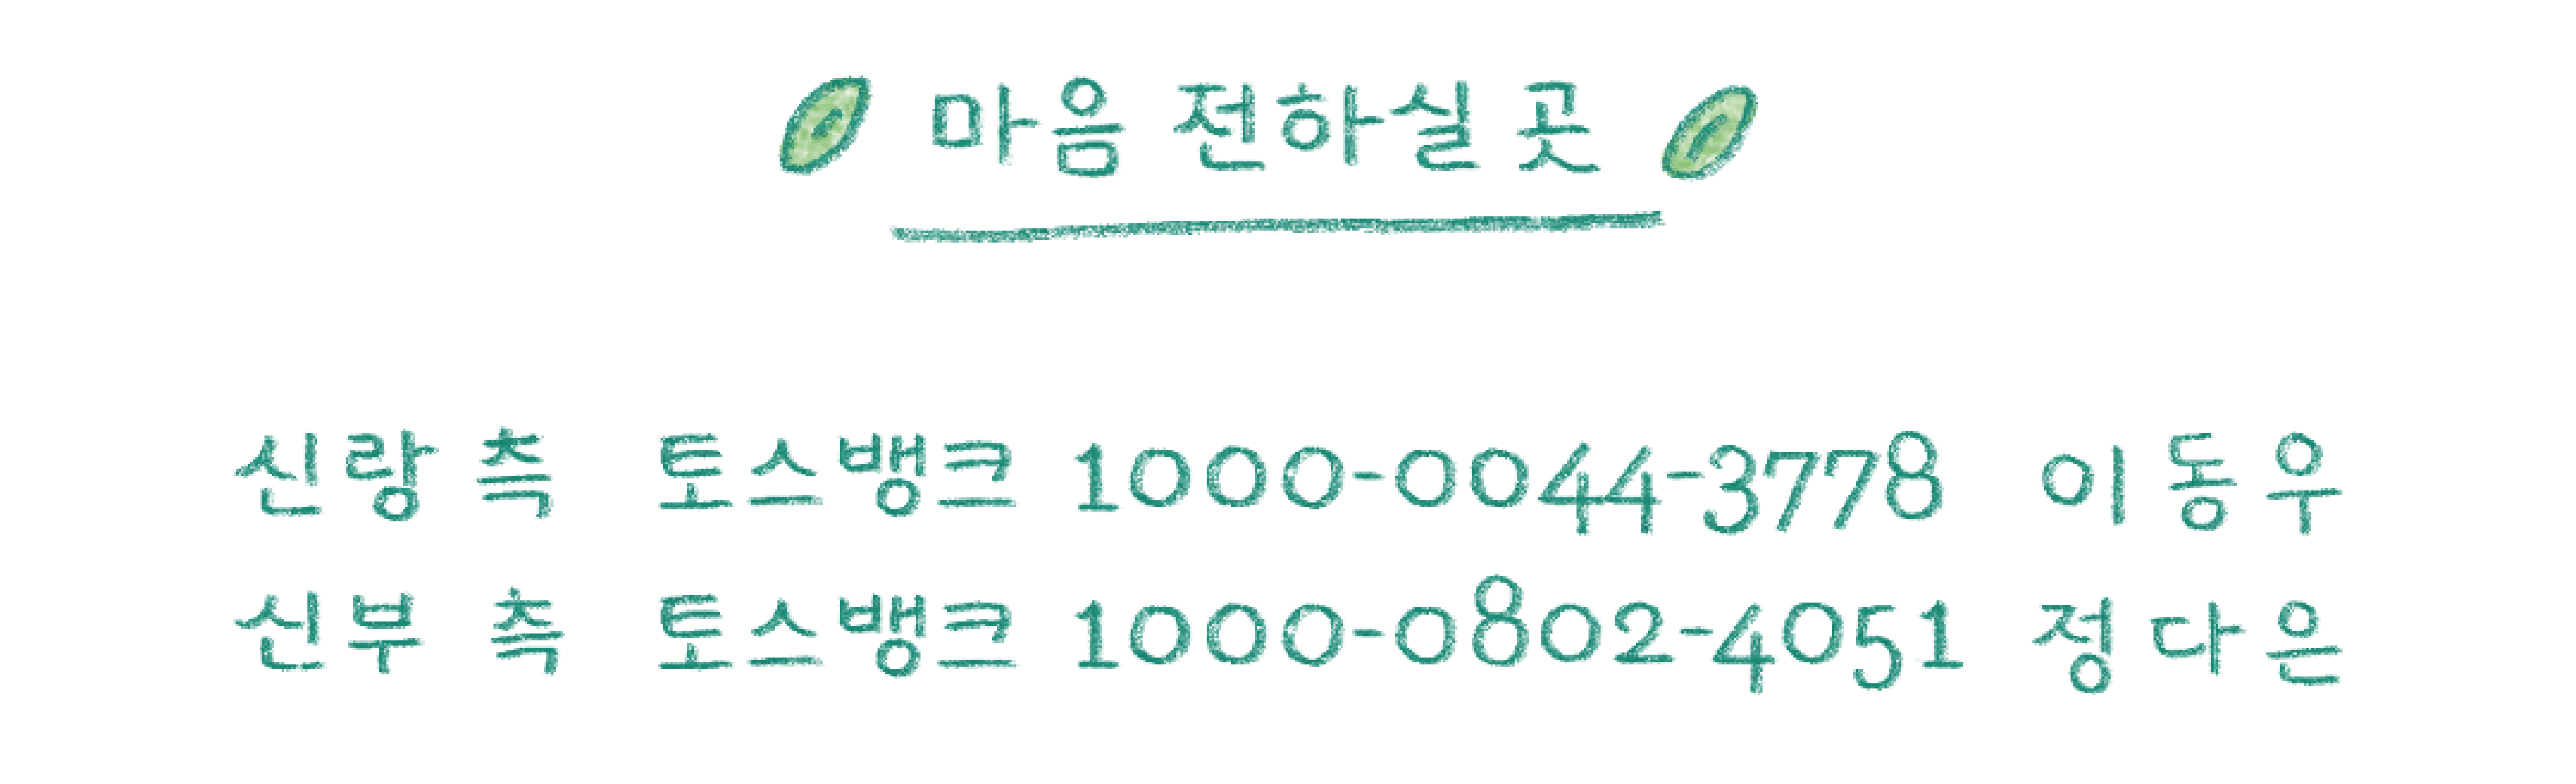 마음 전하실 곳
신랑 측 토스뱅크 1000-0044-3778 이동우
신부 측 토스뱅크 1000-0802-4051 정다은